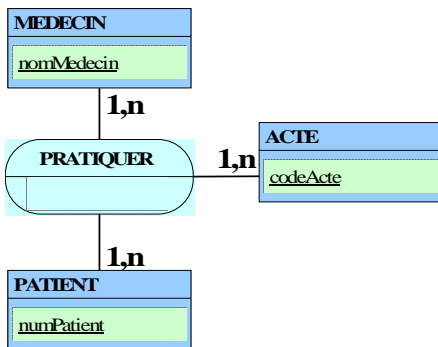 MEDECIN
nomMedecin
1,n
PRATIQUER
1,n
ACTE
codeActe
1,n
PATIENT
numPatient